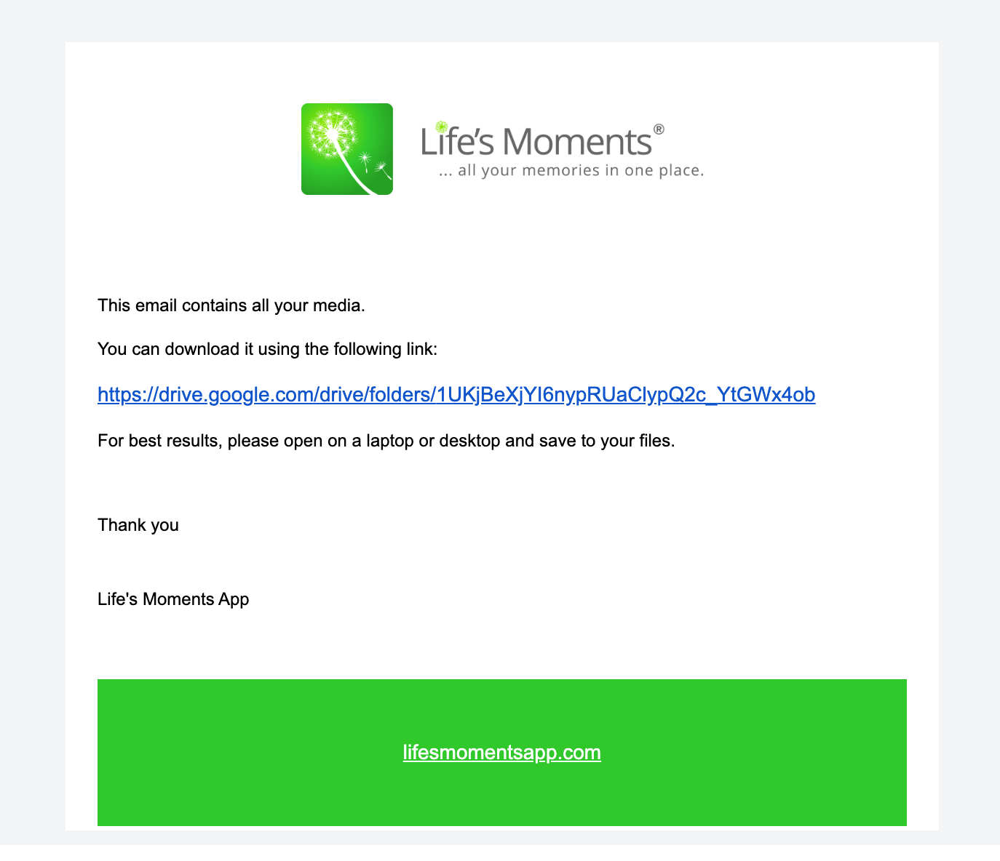 Life's Moments®
... all your memories in one place.
This email contains all your media.
You can download it using the following link:
https://drive.google.com/drive/folders/1UKjBeXjYI6nypRUaClypQ2c_YtGWx4ob
For best results, please open on a laptop or desktop and save to your files.
Thank you
Life's Moments App
lifesmomentsapp.com